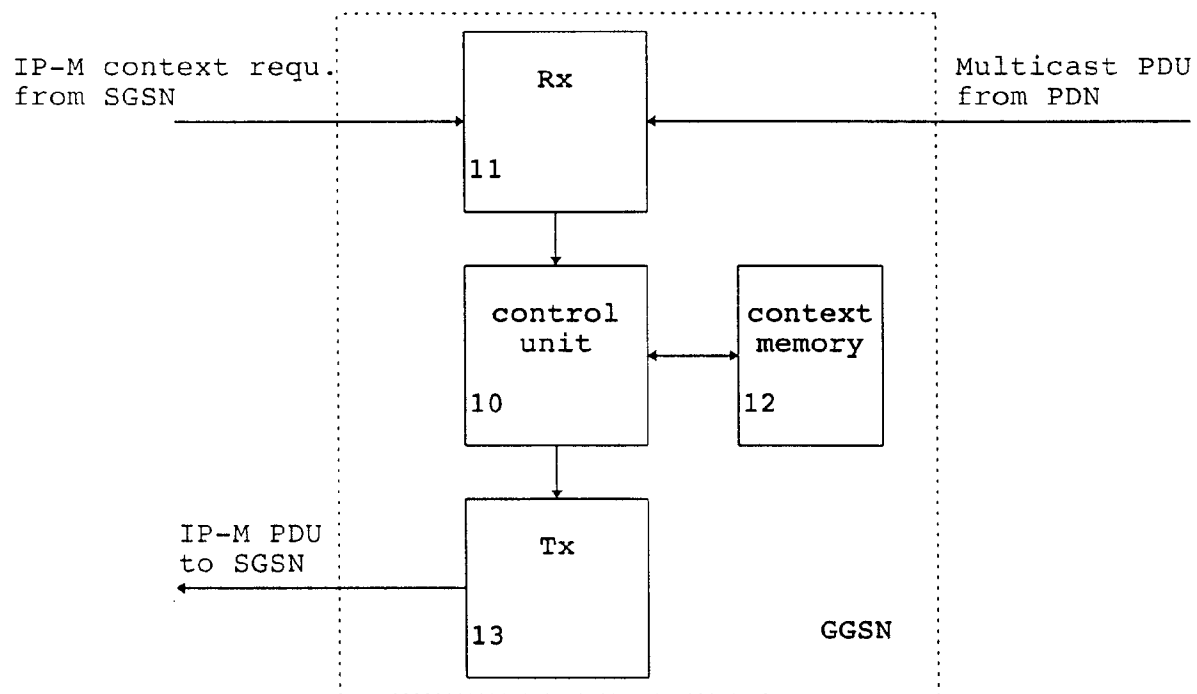 IP-M context requ.
from SGSN
Rx
11
Multicast PDU
from PDN
control
unit
10
context
memory
12
IP-M PDU
to SGSN
Tx
13
GGSN